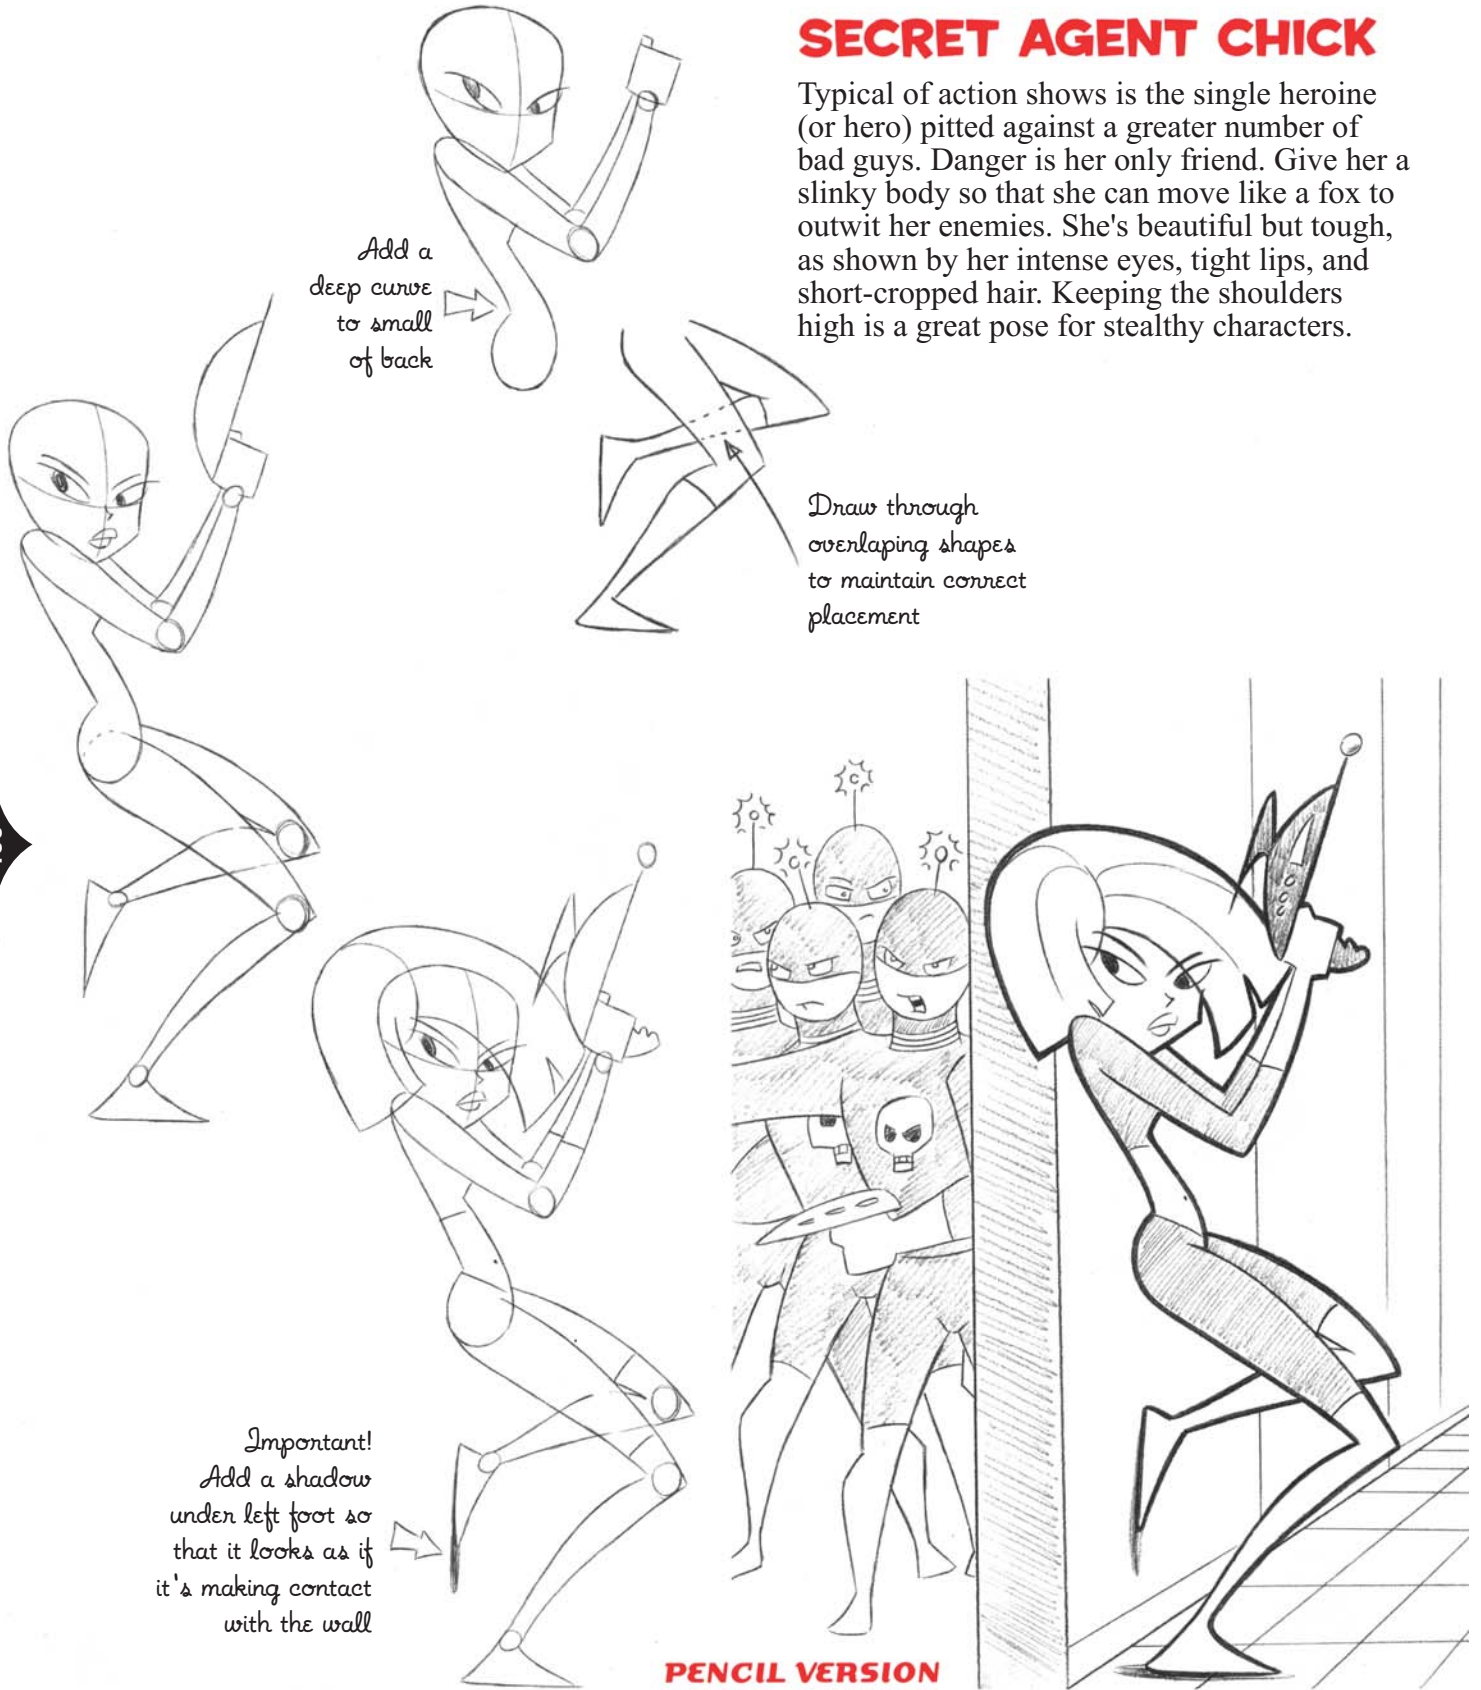 SECRET AGENT CHICK
Typical of action shows is the single heroine
(or hero) pitted against a greater number of
bad guys. Danger is her only friend. Give her a
slinky body so that she can move like a fox to
outwit her enemies. She's beautiful but tough,
as shown by her intense eyes, tight lips, and
short-cropped hair. Keeping the shoulders
high is a great pose for stealthy characters.
Add a
deep curve
to small
of back
Draw through
overlaping shapes
to maintain correct
placement
Important!
Add a shadow
under left foot so
that it looks as if
it's making contact
with the wall
PENCIL VERSION